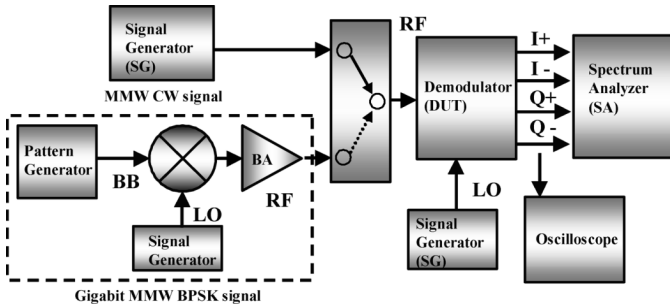 Signal
Generator
(SG)
MMW CW signal
RF
Demodulator
(DUT)
I+
I -
Q+
Q -
Spectrum
Analyzer
(SA)
Pattern
Generator
BB
BA
RF
LO
Signal
Generator
Gigabit MMW BPSK signal
LO
Signal
Generator
(SG)
Oscilloscope